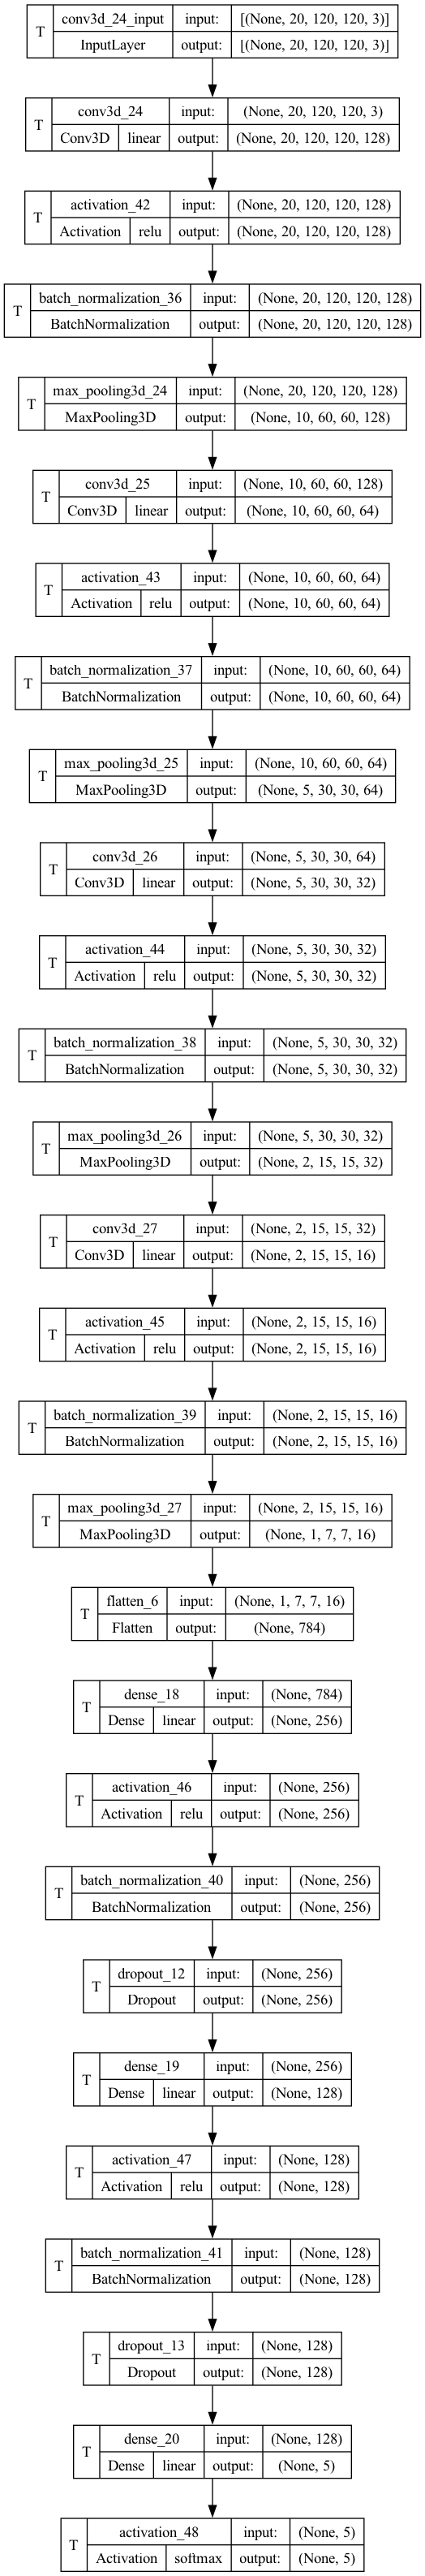 T conv3d_24_input input: [(None, 20, 120, 120, 3)]
InputLayer output: [(None, 20, 120, 120, 3)]
T conv3d_24 input: (None, 20, 120, 120, 3)
Conv3D linear output: (None, 20, 120, 120, 128)
T activation_42 input: (None, 20, 120, 120, 128)
Activation relu output: (None, 20, 120, 120, 128)
T batch_normalization_36 input: (None, 20, 120, 120, 128)
BatchNormalization output: (None, 20, 120, 120, 128)
T max_pooling3d_24 input: (None, 20, 120, 120, 128)
MaxPooling3D output: (None, 10, 60, 60, 128)
T conv3d_25 input: (None, 10, 60, 60, 128)
Conv3D linear output: (None, 10, 60, 60, 64)
T activation_43 input: (None, 10, 60, 60, 64)
Activation relu output: (None, 10, 60, 60, 64)
T batch_normalization_37 input: (None, 10, 60, 60, 64)
BatchNormalization output: (None, 10, 60, 60, 64)
T max_pooling3d_25 input: (None, 10, 60, 60, 64)
MaxPooling3D output: (None, 5, 30, 30, 64)
T conv3d_26 input: (None, 5, 30, 30, 64)
Conv3D linear output: (None, 5, 30, 30, 32)
T activation_44 input: (None, 5, 30, 30, 32)
Activation relu output: (None, 5, 30, 30, 32)
T batch_normalization_38 input: (None, 5, 30, 30, 32)
BatchNormalization output: (None, 5, 30, 30, 32)
T max_pooling3d_26 input: (None, 5, 30, 30, 32)
MaxPooling3D output: (None, 2, 15, 15, 32)
T conv3d_27 input: (None, 2, 15, 15, 32)
Conv3D linear output: (None, 2, 15, 15, 16)
T activation_45 input: (None, 2, 15, 15, 16)
Activation relu output: (None, 2, 15, 15, 16)
T batch_normalization_39 input: (None, 2, 15, 15, 16)
BatchNormalization output: (None, 2, 15, 15, 16)
T max_pooling3d_27 input: (None, 2, 15, 15, 16)
MaxPooling3D output: (None, 1, 7, 7, 16)
T flatten_6 input: (None, 1, 7, 7, 16)
Flatten output: (None, 784)
T dense_18 input: (None, 784)
Dense linear output: (None, 256)
T activation_46 input: (None, 256)
Activation relu output: (None, 256)
T batch_normalization_40 input: (None, 256)
BatchNormalization output: (None, 256)
T dropout_12 input: (None, 256)
Dropout output: (None, 256)
T dense_19 input: (None, 256)
Dense linear output: (None, 128)
T activation_47 input: (None, 128)
Activation relu output: (None, 128)
T batch_normalization_41 input: (None, 128)
BatchNormalization output: (None, 128)
T dropout_13 input: (None, 128)
Dropout output: (None, 128)
T dense_20 input: (None, 128)
Dense linear output: (None, 5)
T activation_48 input: (None, 5)
Activation softmax output: (None, 5)